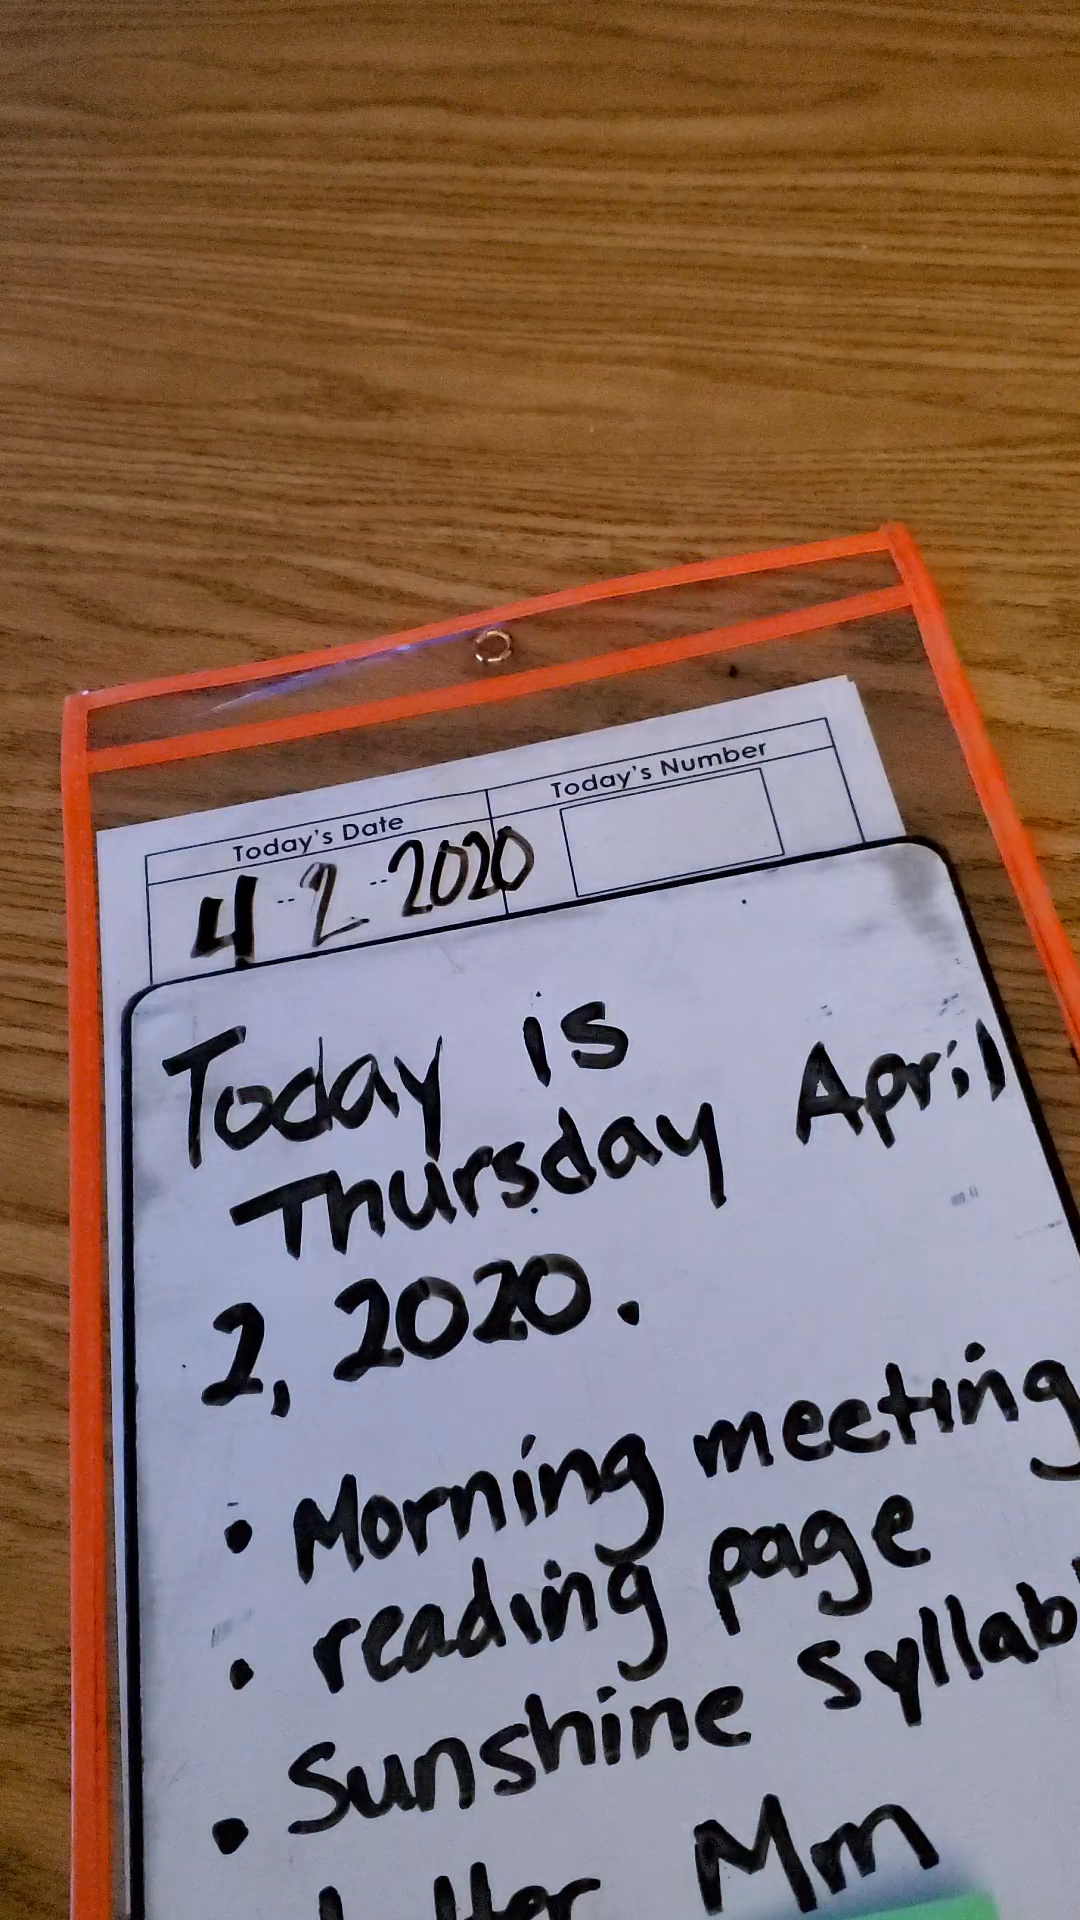 Today's Date Today's Number
4 -- 2 -- 2020
Today is
Thursday April
2, 2020.
• Morning meeting
• reading page
• Sunshine
Mm